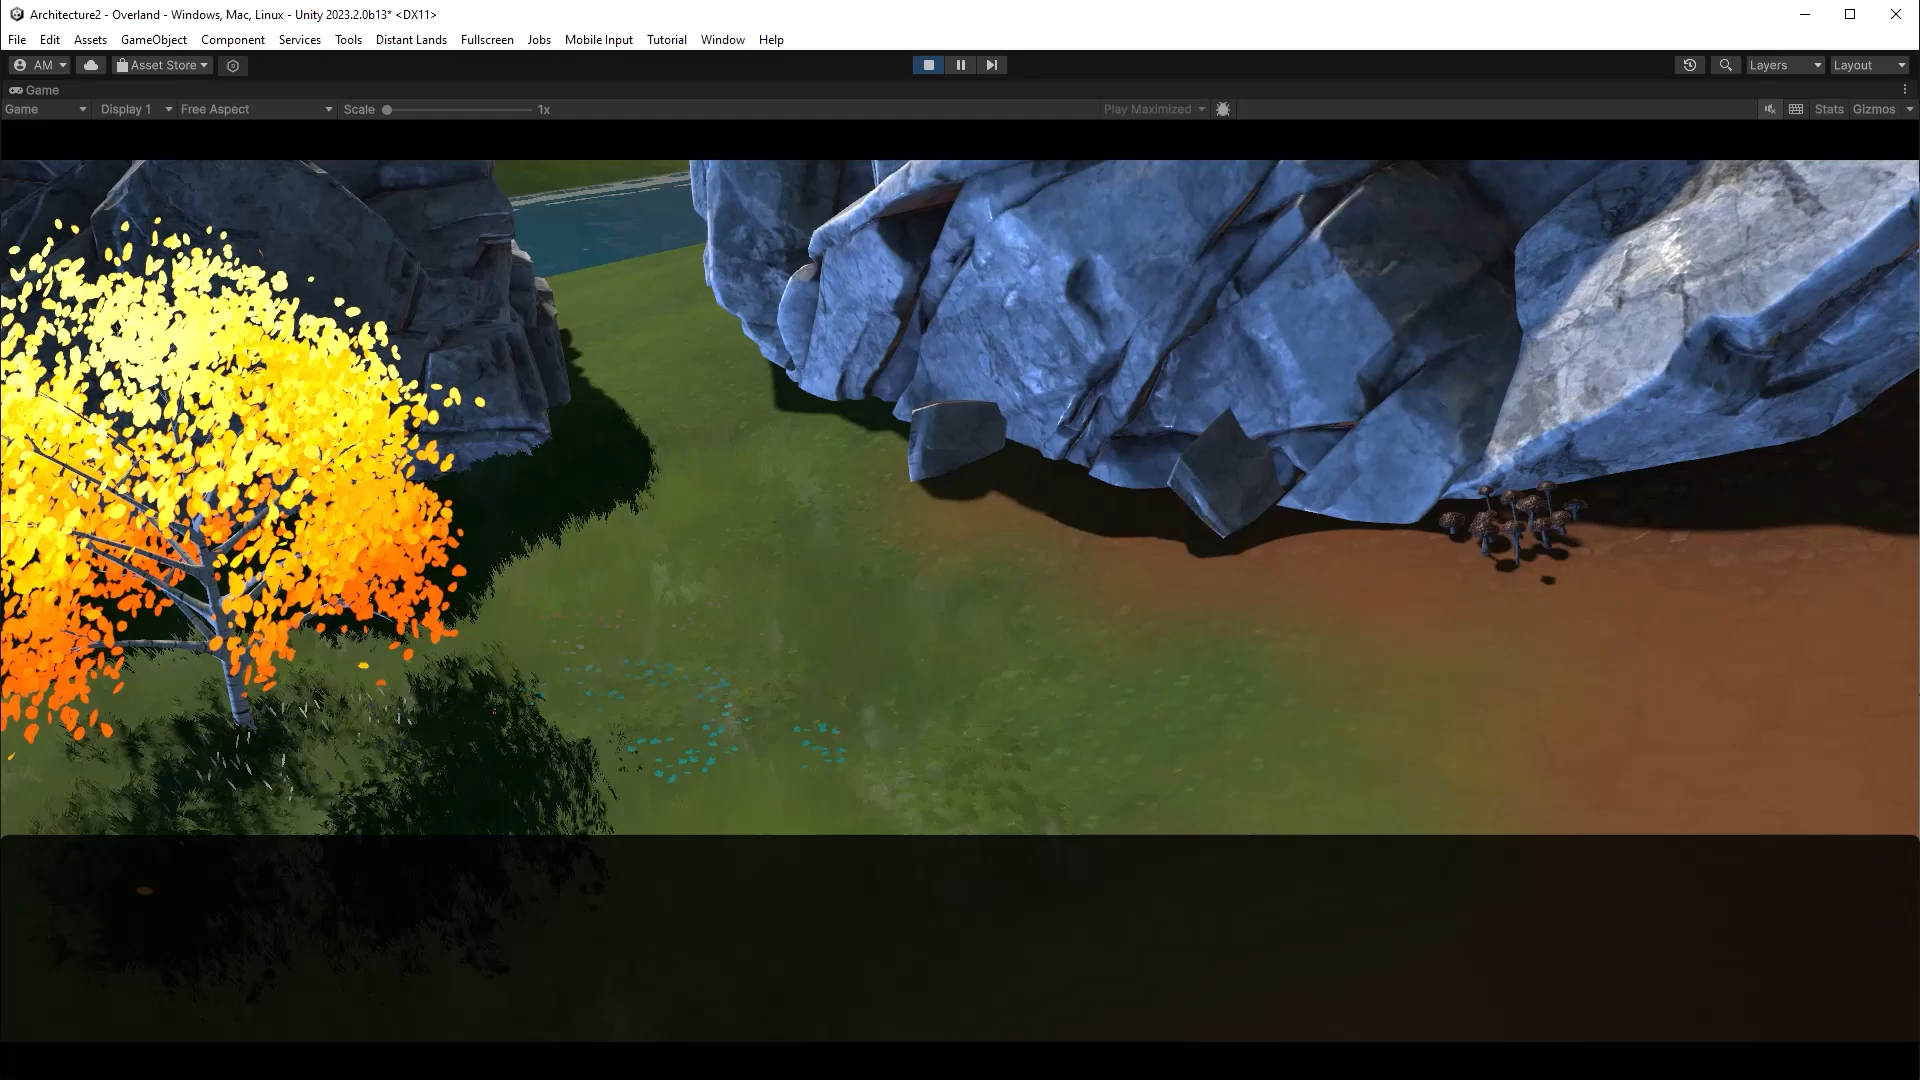 Architecture2 - Overland - Windows, Mac, Linux - Unity 2023.2.0b13* <DX11>
File Edit Assets GameObject Component Services Tools Distant Lands Fullscreen Jobs Mobile Input Tutorial Window Help
AM Asset Store Layers Layout
Game
Game Display 1 Free Aspect Scale 1x Play Maximized Stats Gizmos